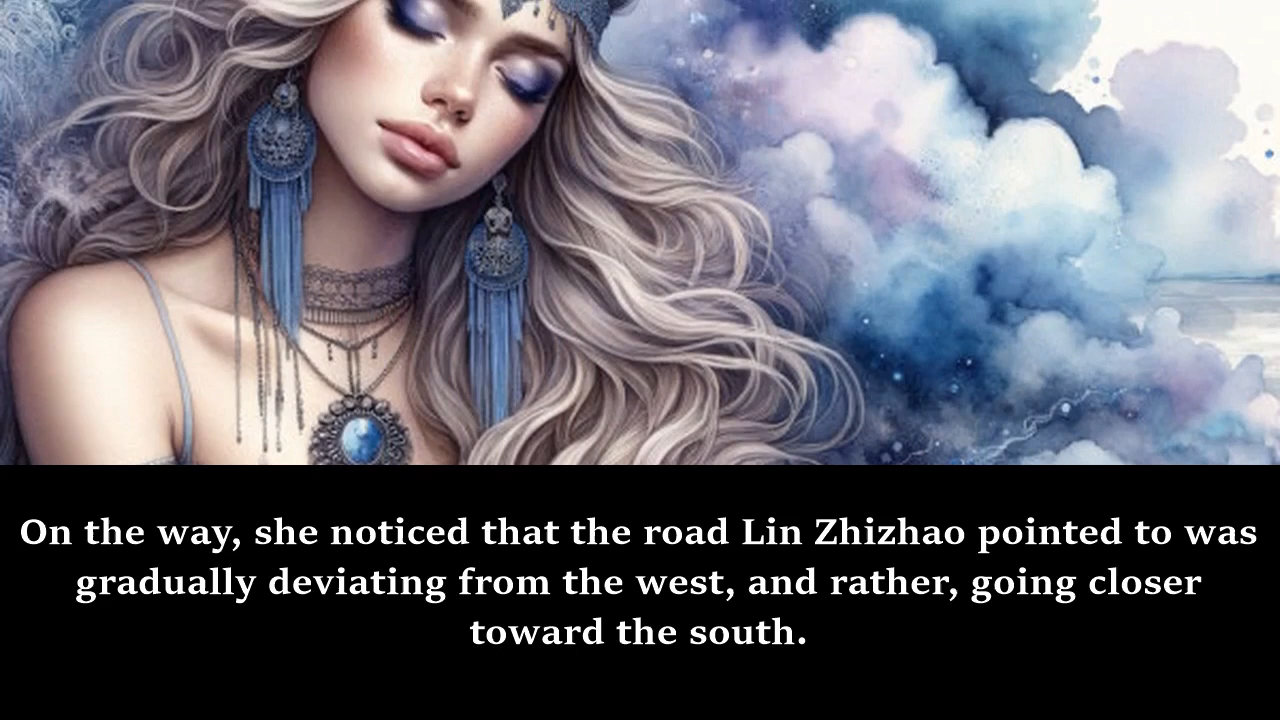 On the way, she noticed that the road Lin Zhizhao pointed to was
gradually deviating from the west, and rather, going closer
toward the south.